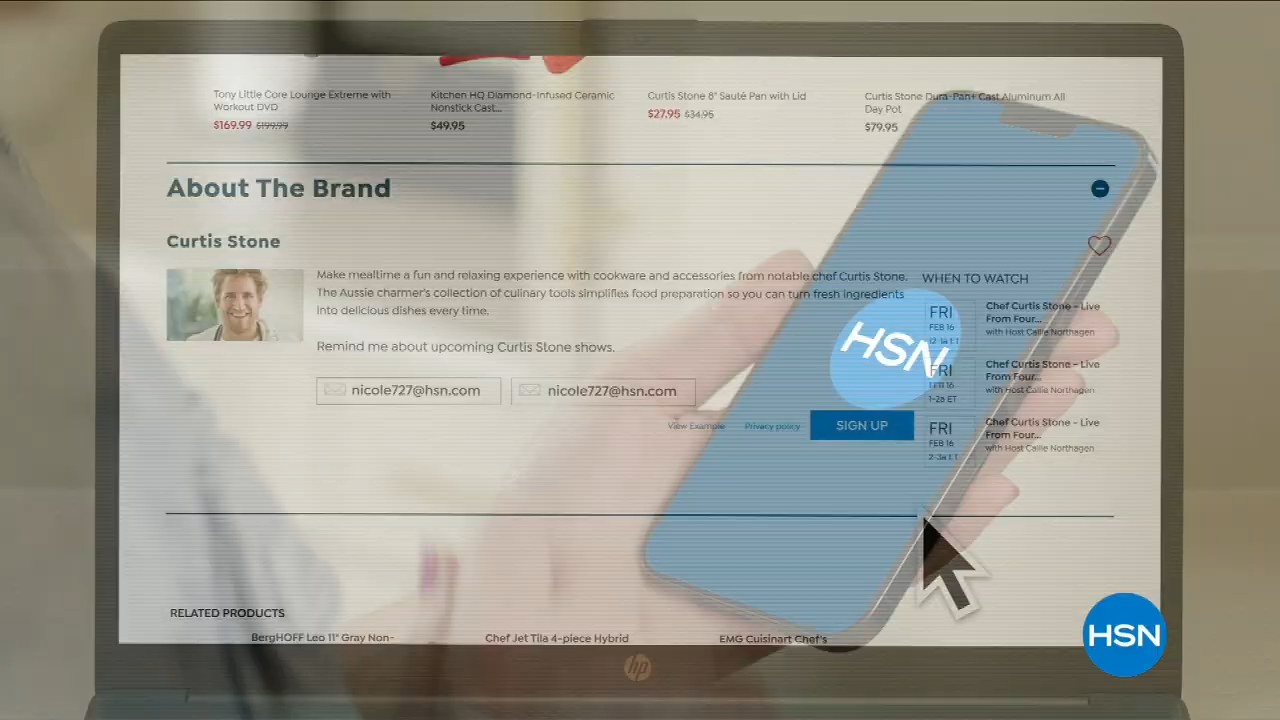 Tony Little Core Lounge Extreme with
Workout DVD
$169.99 $199.99
Kitchen HQ Diamond-Infused Ceramic
Nonstick Cast...
$49.95
Curtis Stone 8" Sauté Pan with Lid
$27.95 $34.95
Curtis Stone Dura-Pan+ Cast Aluminum All
Day Pot
$79.95
About The Brand
Curtis Stone
Make mealtime a fun and relaxing experience with cookware and accessories from notable chef Curtis Stone.
The Aussie charmer's collection of culinary tools simplifies food preparation so you can turn fresh ingredients
into delicious dishes every time.
Remind me about upcoming Curtis Stone shows.
nicole727@hsn.com
nicole727@hsn.com
View Example
Privacy policy
SIGN UP
WHEN TO WATCH
FRI
FEB 16
Chef Curtis Stone - Live
From Four...
with Host Callie Northagen
FRI
1-2a ET
Chef Curtis Stone - Live
From Four...
with Host Callie Northagen
FRI
FEB 16
Chef Curtis Stone - Live
From Four...
with Host Callie Northagen
HSN
RELATED PRODUCTS
BergHOFF Leo 11" Gray Non-
Chef Jet Tila 4-piece Hybrid
EMG Cuisinart Chef's
hp
HSN